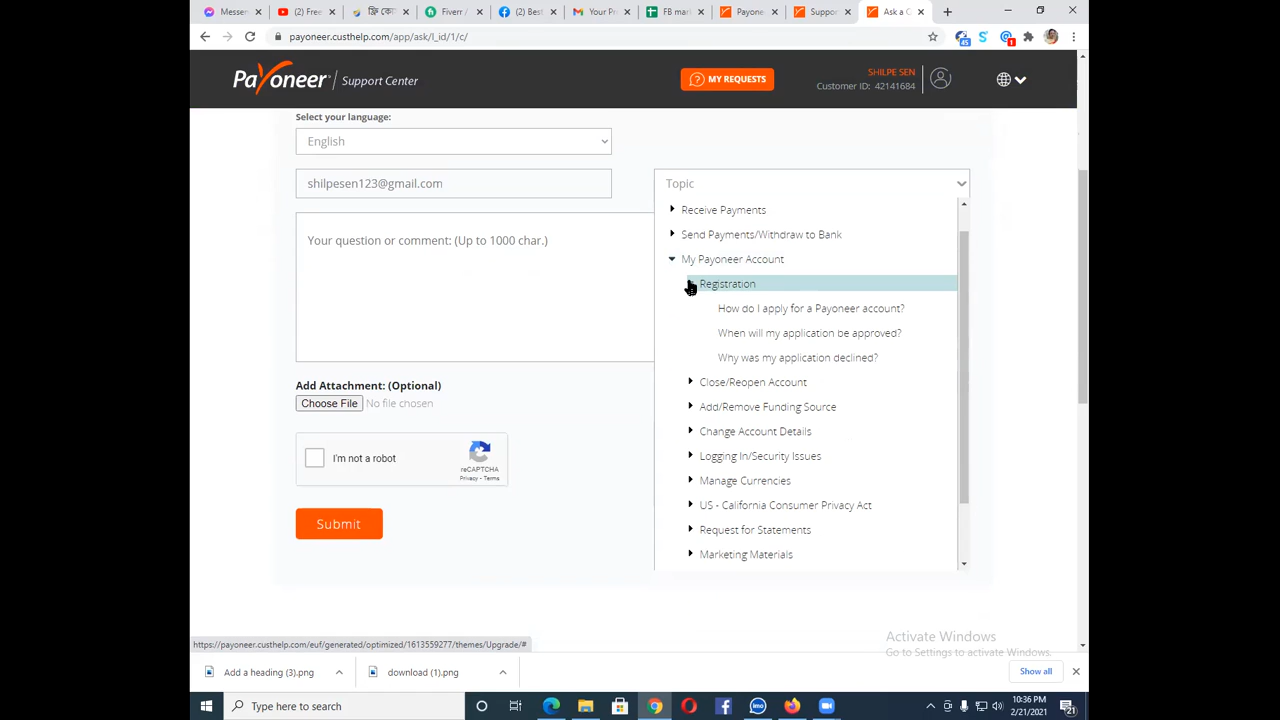 Messen
(2) Free
ফ্রি কো
Fiverr /
(2) Best
Your Pr
FB mark
Payone
Suppor
Ask a C
payoneer.custhelp.com/app/ask/l_id/1/c/
45
1
Payoneer
Support Center
MY REQUESTS
SHILPE SEN
Customer ID: 42141684
Select your language:
English
shilpesen123@gmail.com
Topic
Your question or comment: (Up to 1000 char.)
Receive Payments
Send Payments/Withdraw to Bank
My Payoneer Account
Registration
How do I apply for a Payoneer account?
When will my application be approved?
Why was my application declined?
Close/Reopen Account
Add/Remove Funding Source
Change Account Details
Logging In/Security Issues
Manage Currencies
US - California Consumer Privacy Act
Request for Statements
Marketing Materials
Add Attachment: (Optional)
Choose File No file chosen
I'm not a robot
reCAPTCHA
Privacy - Terms
Submit
https://payoneer.custhelp.com/euf/generated/optimized/1613559277/themes/Upgrade/#
Activate Windows
Go to Settings to activate Windows.
Add a heading (3).png
download (1).png
Show all
Type here to search
imo
10:36 PM
2/21/2021
21